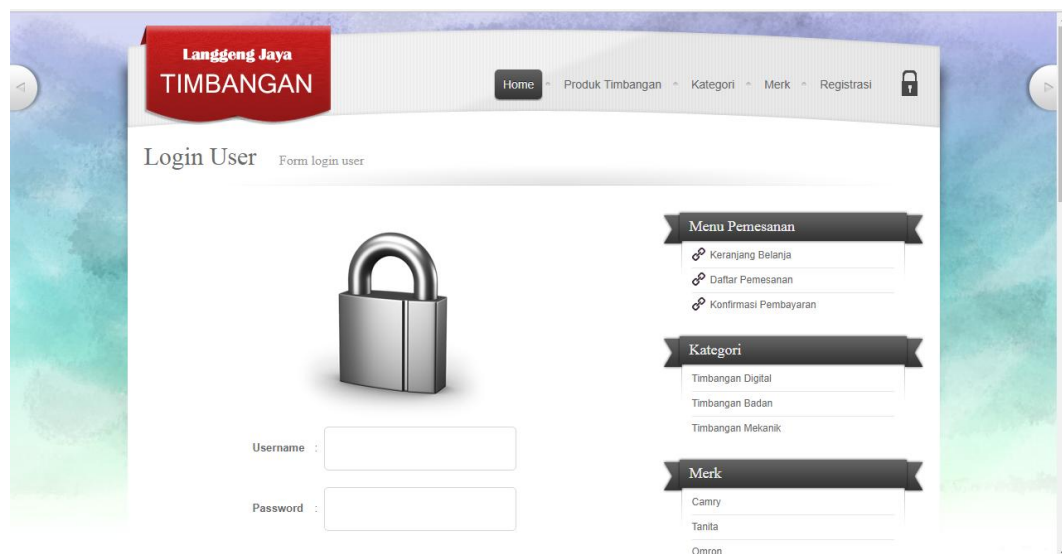 Langgeng Jaya
TIMBANGAN
Home Produk Timbangan Kategori Merk Registrasi
Login User Form login user
Menu Pemesanan
Keranjang Belanja
Daftar Pemesanan
Konfirmasi Pembayaran
Kategori
Timbangan Digital
Timbangan Badan
Timbangan Mekanik
Username :
Password :
Merk
Camry
Tanita
Omron